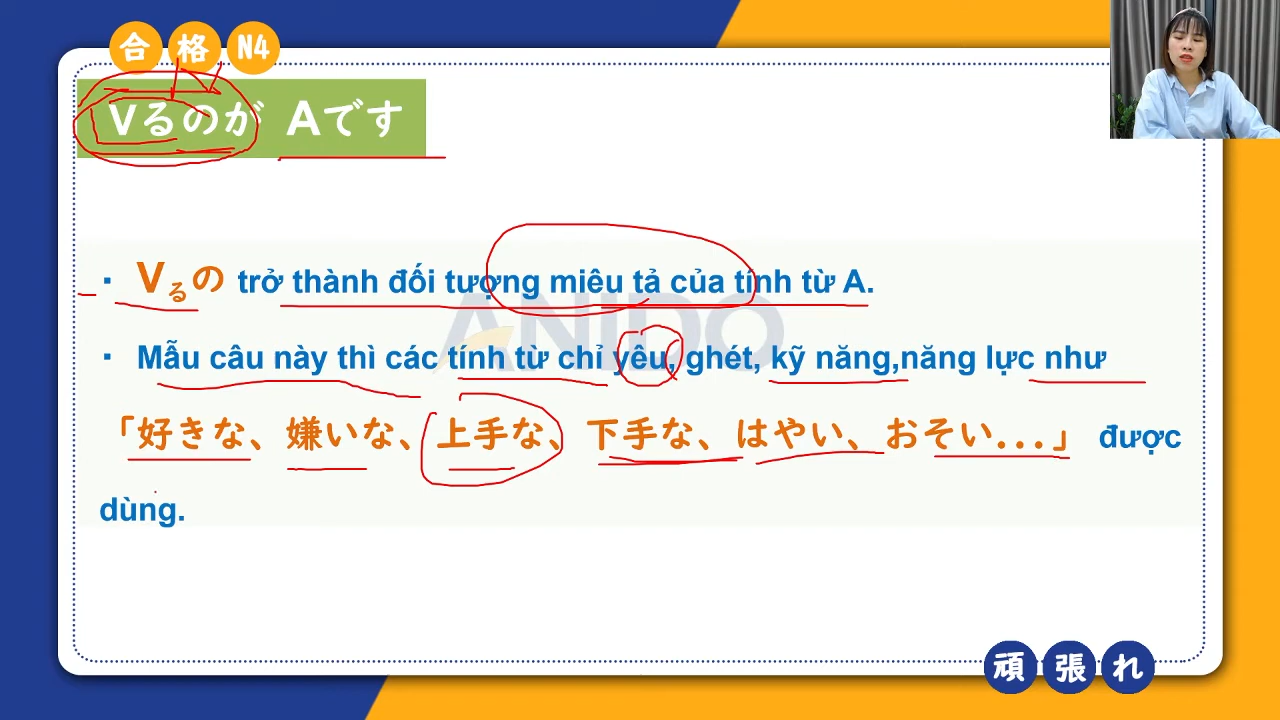 合格 N4
Vるのが Aです
・ Vるの trở thành đối tượng miêu tả của tính từ A.
ANIDO
・ Mẫu câu này thì các tính từ chỉ yêu, ghét, kỹ năng,năng lực như
「好きな、嫌いな、上手な、下手な、はやい、おそい...」 được
dùng.
頑張れ